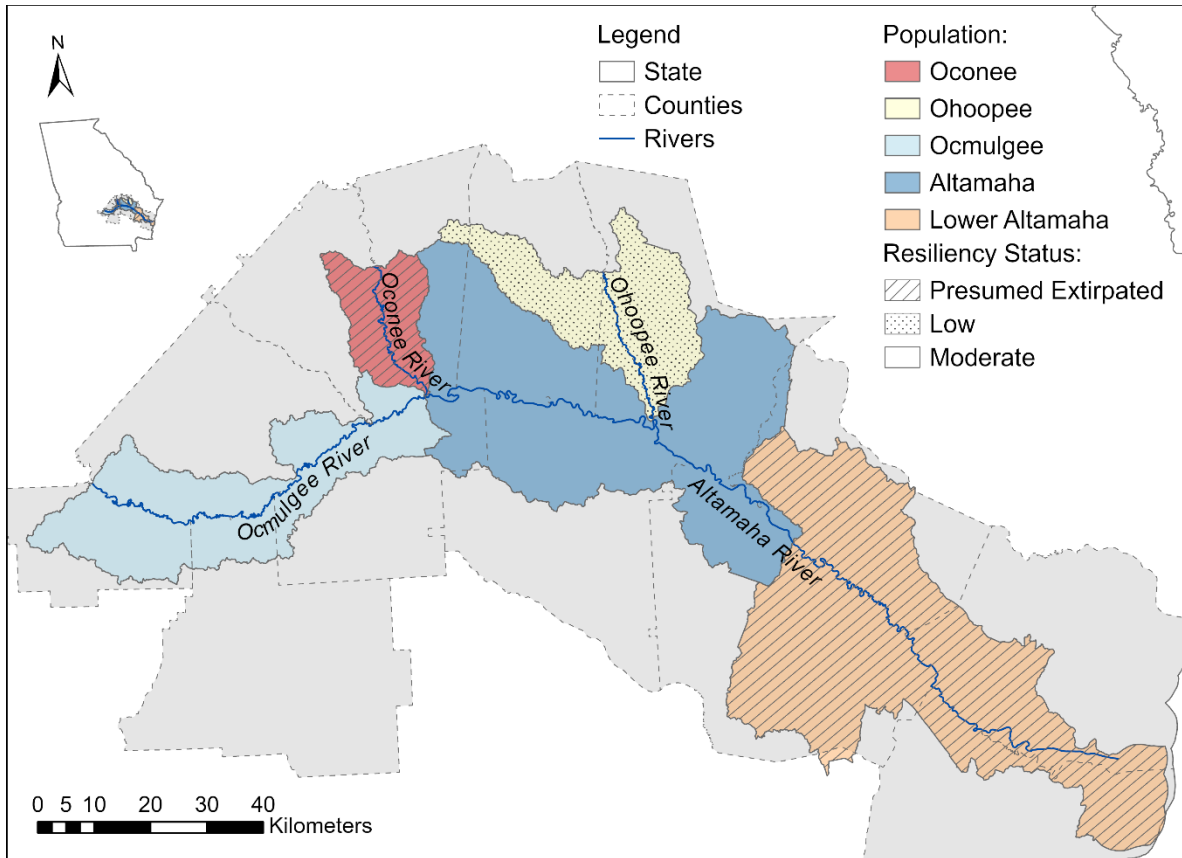 N
Legend
State
Counties
Rivers
Population:
Oconee
Ohoopee
Ocmulgee
Altamaha
Lower Altamaha
Resiliency Status:
Presumed Extirpated
Low
Moderate
Oconee River
Ohoopee River
Ocmulgee River
Altamaha River
0 5 10 20 30 40
Kilometers